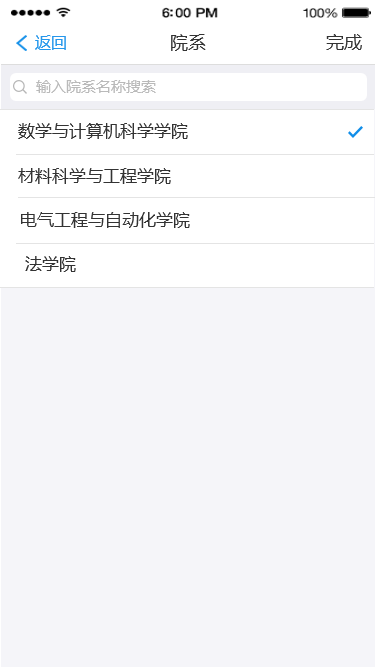 6:00 PM 100%
返回 院系 完成
输入院系名称搜索
数学与计算机科学学院
材料科学与工程学院
电气工程与自动化学院
法学院